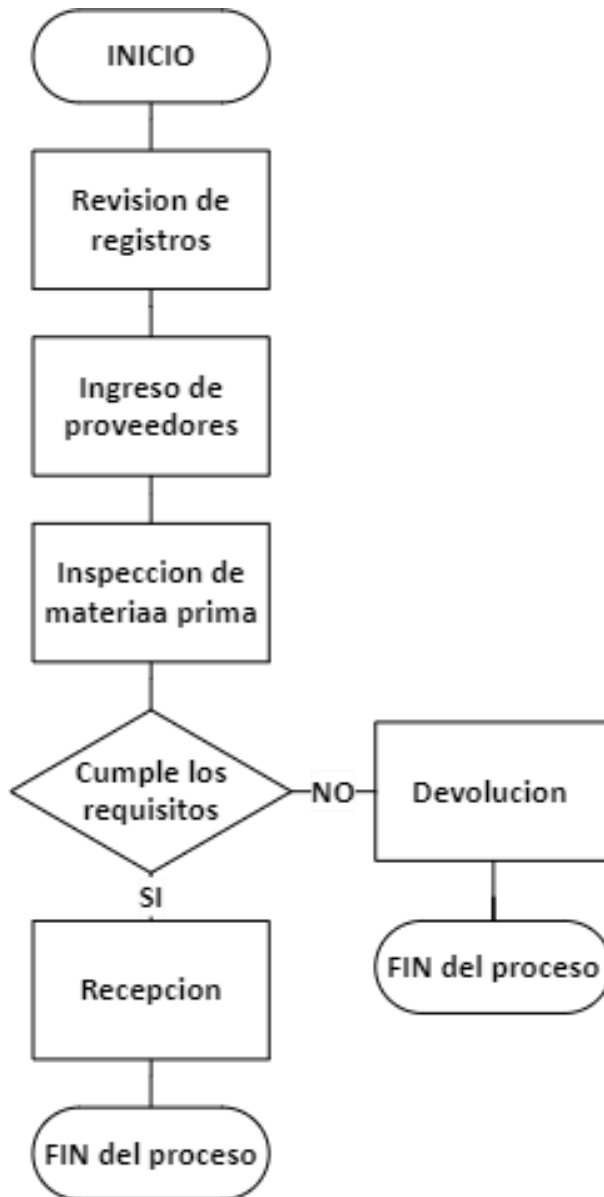 INICIO
Revision de
registros
Ingreso de
proveedores
Inspeccion de
materiaa prima
Cumple los
requisitos
NO
Devolucion
SI
Recepcion
FIN del proceso
FIN del proceso